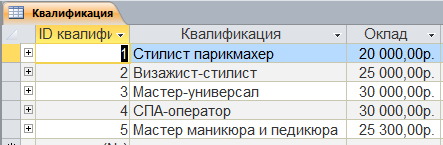 Квалификация
ID квалифи Квалификация Оклад
1 Стилист парикмахер 20 000,00р.
2 Визажист-стилист 25 000,00р.
3 Мастер-универсал 30 000,00р.
4 СПА-оператор 30 000,00р.
5 Мастер маникюра и педикюра 25 300,00р.